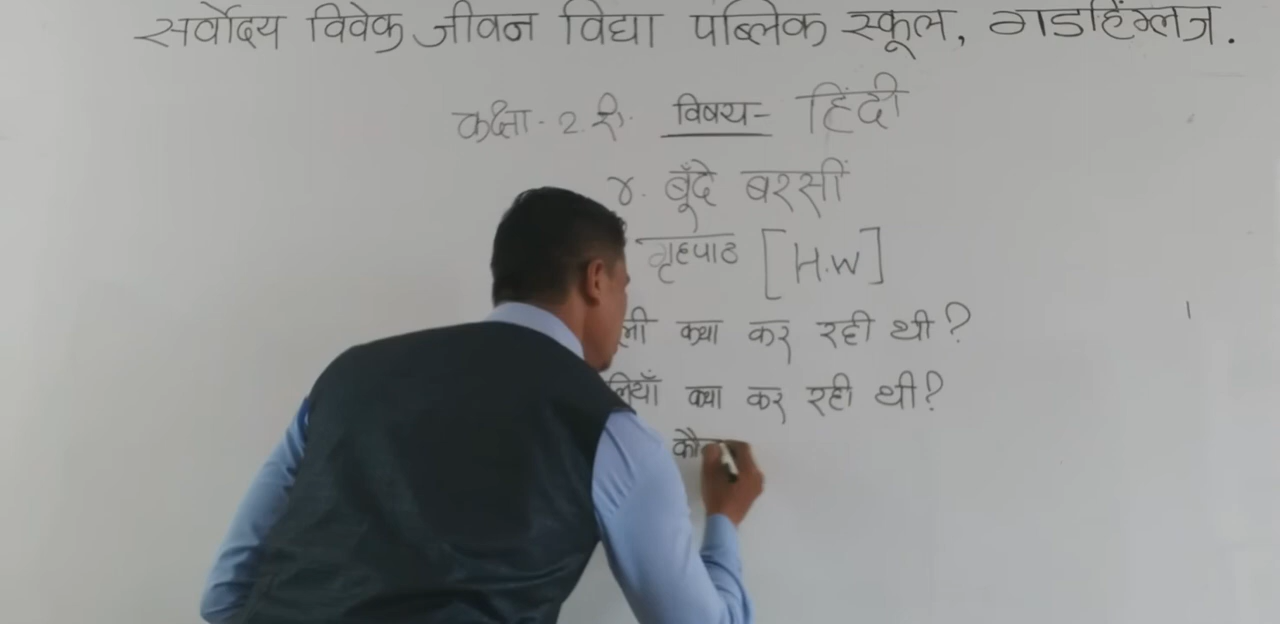 सर्वोदय विवेक जीवन विद्या पब्लिक स्कूल, गडहिंग्लज.
कक्षा - 2 री. विषय- हिंदी
४. बूँदे बरसीं
गृहपाठ [H.W]
क्या कर रही थी?
क्या कर रही थी?